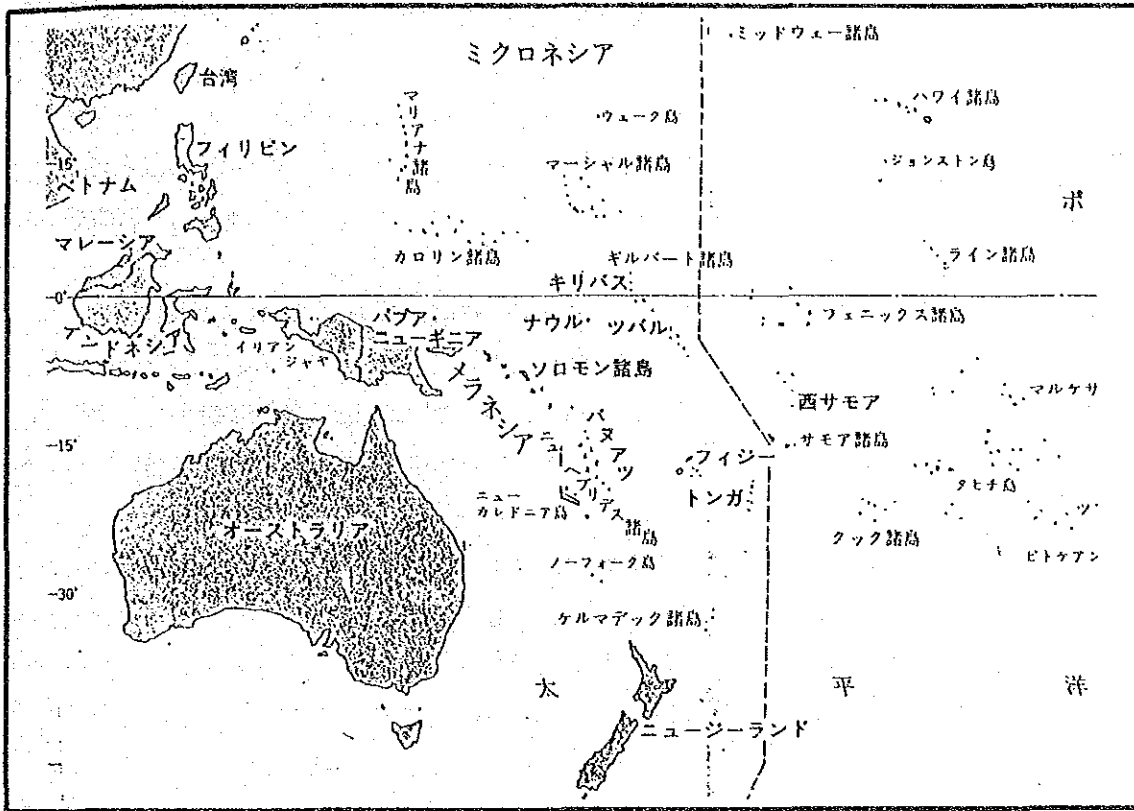 ミクロネシア
ミッドウェー諸島
台湾
マリアナ諸島
ウェーク島
ハワイ諸島
フィリピン
-15°
マーシャル諸島
ジョンストン島
ベトナム
ポ
マレーシア
カロリン諸島
ギルバート諸島
ライン諸島
キリバス
-0°
パプア
ニューギニア
ナウル
ツバル
フェニックス諸島
インドネシア
イリアン
ジャヤ
ソロモン諸島
メラネシア
西サモア
マルケサ
バヌアツ
-15
サモア諸島
ニューヘブリデス諸島
フィジー
トンガ
タヒチ島
ニュー
カレドニア島
ツ
オーストラリア
クック諸島
ノーフォーク島
ピトケアン
-30°
ケルマデック諸島
太平洋
ニュージーランド